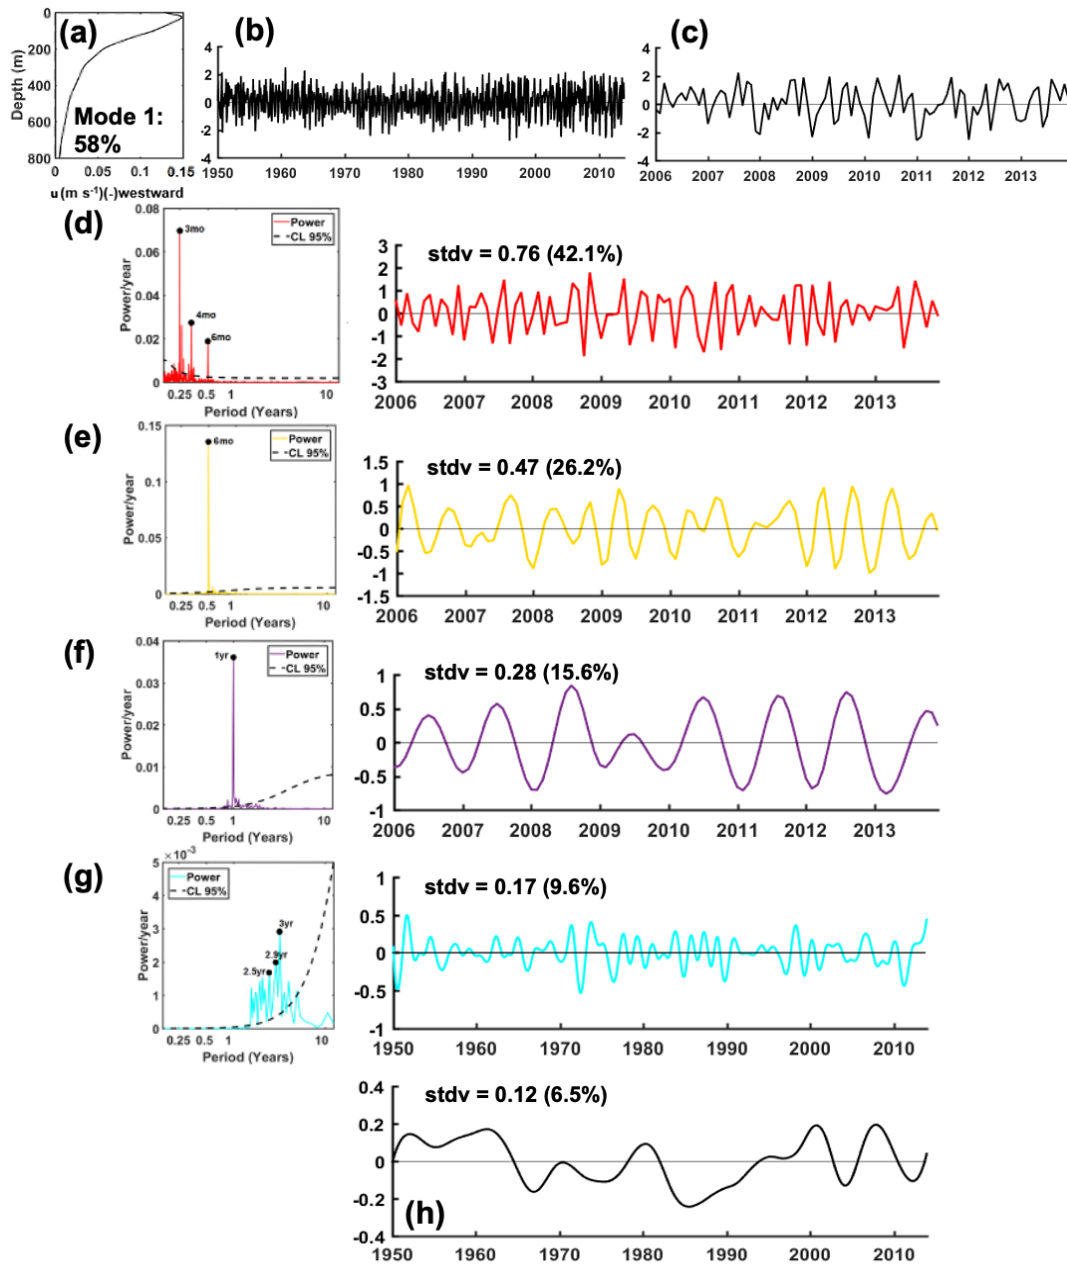 (a)
0
200
400
600
800
Depth (m)
Mode 1:
58%
0 0.05 0.1 0.15
u (m s⁻¹)(-)westward
(b)
4
2
0
-2
-4
1950 1960 1970 1980 1990 2000 2010
(c)
4
2
0
-2
-4
2006 2007 2008 2009 2010 2011 2012 2013
(d)
0.08
0.06
0.04
0.02
0
Power/year
3mo
4mo
6mo
Power
CL 95%
0.25 0.5 1 10
Period (Years)
stdv = 0.76 (42.1%)
3
2
1
0
-1
-2
-3
2006 2007 2008 2009 2010 2011 2012 2013
(e)
0.15
0.1
0.05
0
Power/year
6mo
Power
CL 95%
0.25 0.5 1 10
Period (Years)
stdv = 0.47 (26.2%)
1.5
1
0.5
0
-0.5
-1
-1.5
2006 2007 2008 2009 2010 2011 2012 2013
(f)
0.04
0.03
0.02
0.01
0
Power/year
1yr
Power
CL 95%
0.25 0.5 1 10
Period (Years)
stdv = 0.28 (15.6%)
1
0.5
0
-0.5
-1
2006 2007 2008 2009 2010 2011 2012 2013
(g)
×10⁻³
5
4
3
2
1
0
Power/year
Power
CL 95%
3yr
2.9yr
2.5yr
0.25 0.5 1 10
Period (Years)
stdv = 0.17 (9.6%)
1
0.5
0
-0.5
-1
1950 1960 1970 1980 1990 2000 2010
stdv = 0.12 (6.5%)
0.4
0.2
0
-0.2
-0.4
(h)
1950 1960 1970 1980 1990 2000 2010